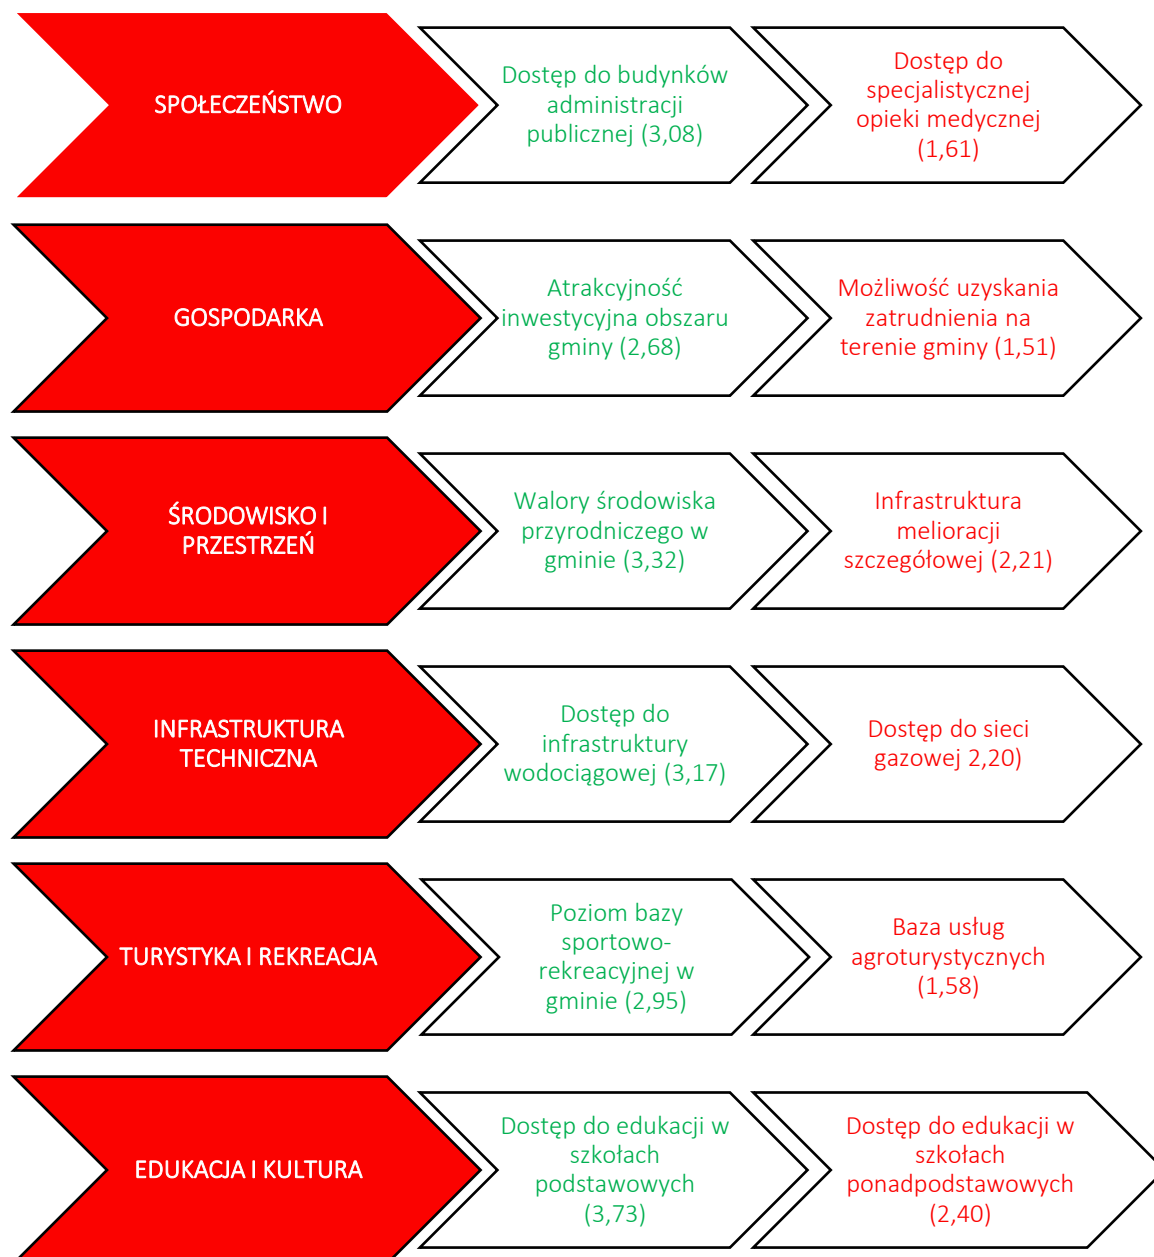 SPOŁECZEŃSTWO
Dostęp do budynków
administracji
publicznej (3,08)
Dostęp do
specjalistycznej
opieki medycznej
(1,61)
GOSPODARKA
Atrakcyjność
inwestycyjna obszaru
gminy (2,68)
Możliwość uzyskania
zatrudnienia na
terenie gminy (1,51)
ŚRODOWISKO I
PRZESTRZEŃ
Walory środowiska
przyrodniczego w
gminie (3,32)
Infrastruktura
melioracji
szczegółowej (2,21)
INFRASTRUKTURA
TECHNICZNA
Dostęp do
infrastruktury
wodociągowej (3,17)
Dostęp do sieci
gazowej 2,20)
TURYSTYKA I REKREACJA
Poziom bazy
sportowo-
rekreacyjnej w
gminie (2,95)
Baza usług
agroturystycznych
(1,58)
EDUKACJA I KULTURA
Dostęp do edukacji w
szkołach
podstawowych
(3,73)
Dostęp do edukacji w
szkołach
ponadpodstawowych
(2,40)